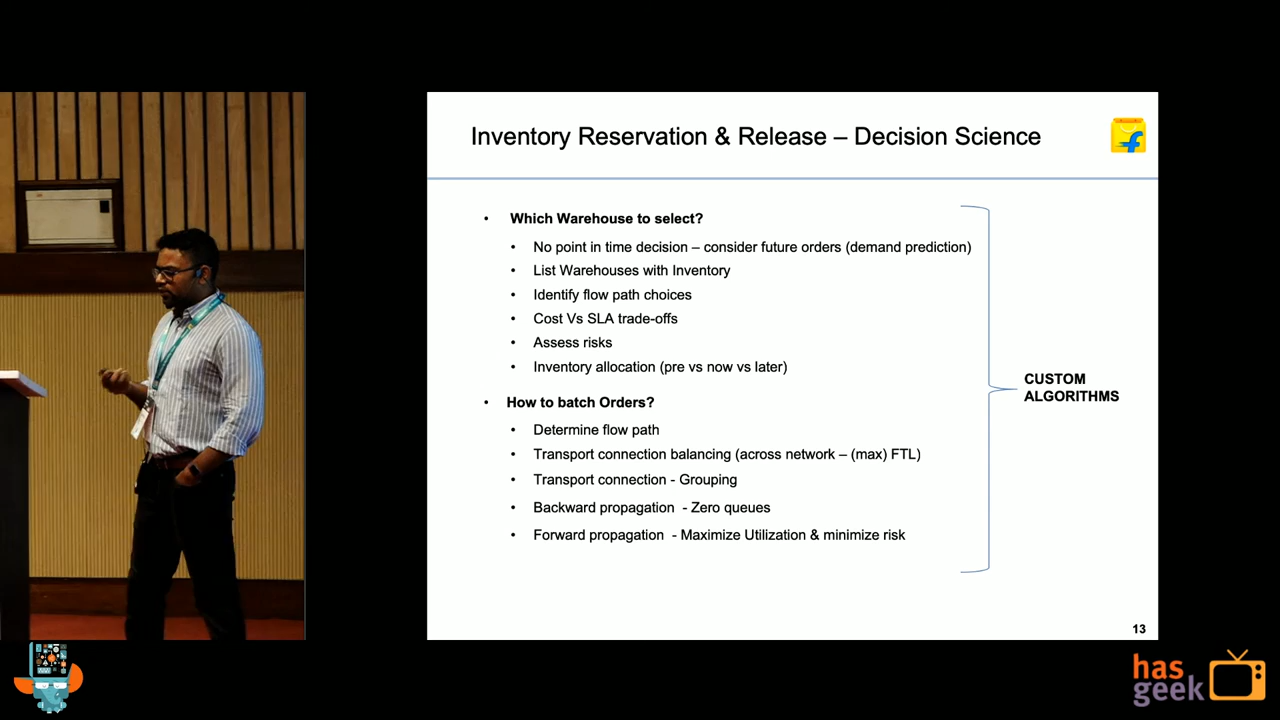 Inventory Reservation & Release – Decision Science
• Which Warehouse to select?
• No point in time decision – consider future orders (demand prediction)
• List Warehouses with Inventory
• Identify flow path choices
• Cost Vs SLA trade-offs
• Assess risks
• Inventory allocation (pre vs now vs later)
• How to batch Orders?
• Determine flow path
• Transport connection balancing (across network – (max) FTL)
• Transport connection - Grouping
• Backward propagation - Zero queues
• Forward propagation - Maximize Utilization & minimize risk
CUSTOM
ALGORITHMS
13
has
geek